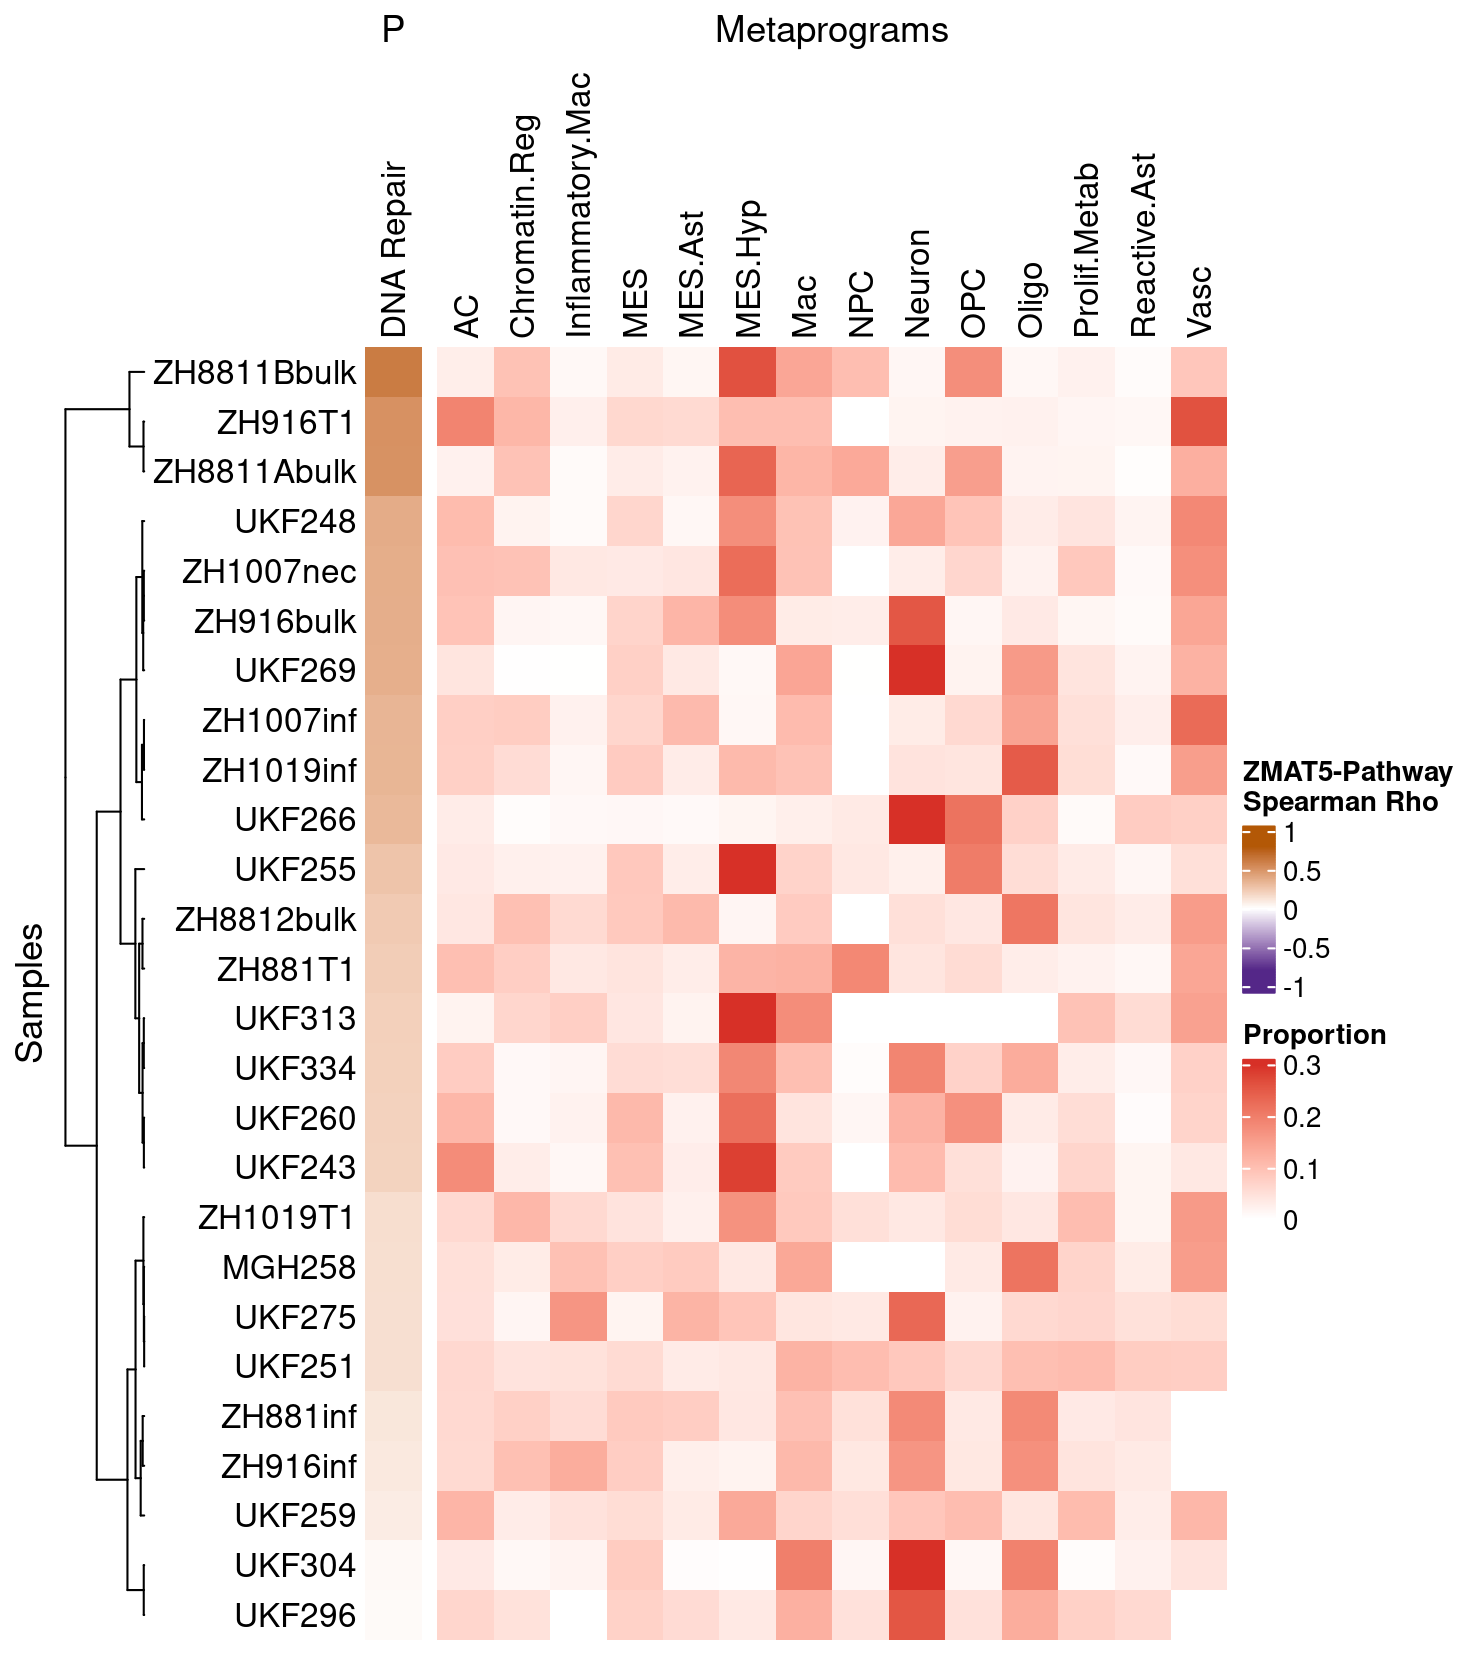 P Metaprograms
DNA Repair
AC
Chromatin.Reg
Inflammatory.Mac
MES
MES.Ast
MES.Hyp
Mac
NPC
Neuron
OPC
Oligo
Prolif.Metab
Reactive.Ast
Vasc
Samples
ZH8811Bbulk
ZH916T1
ZH8811Abulk
UKF248
ZH1007nec
ZH916bulk
UKF269
ZH1007inf
ZH1019inf
UKF266
UKF255
ZH8812bulk
ZH881T1
UKF313
UKF334
UKF260
UKF243
ZH1019T1
MGH258
UKF275
UKF251
ZH881inf
ZH916inf
UKF259
UKF304
UKF296
ZMAT5-Pathway
Spearman Rho
1
0.5
0
-0.5
-1
Proportion
0.3
0.2
0.1
0